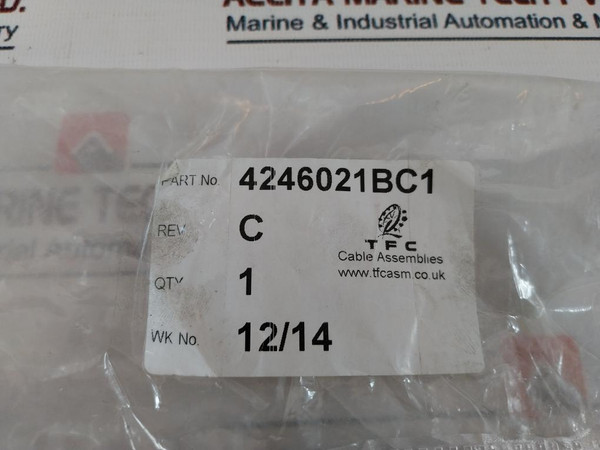 Marine & Industrial Automation &
PART No. 4246021BC1
REV C
TFC
Cable Assemblies
www.tfcasm.co.uk
QTY 1
WK No. 12/14